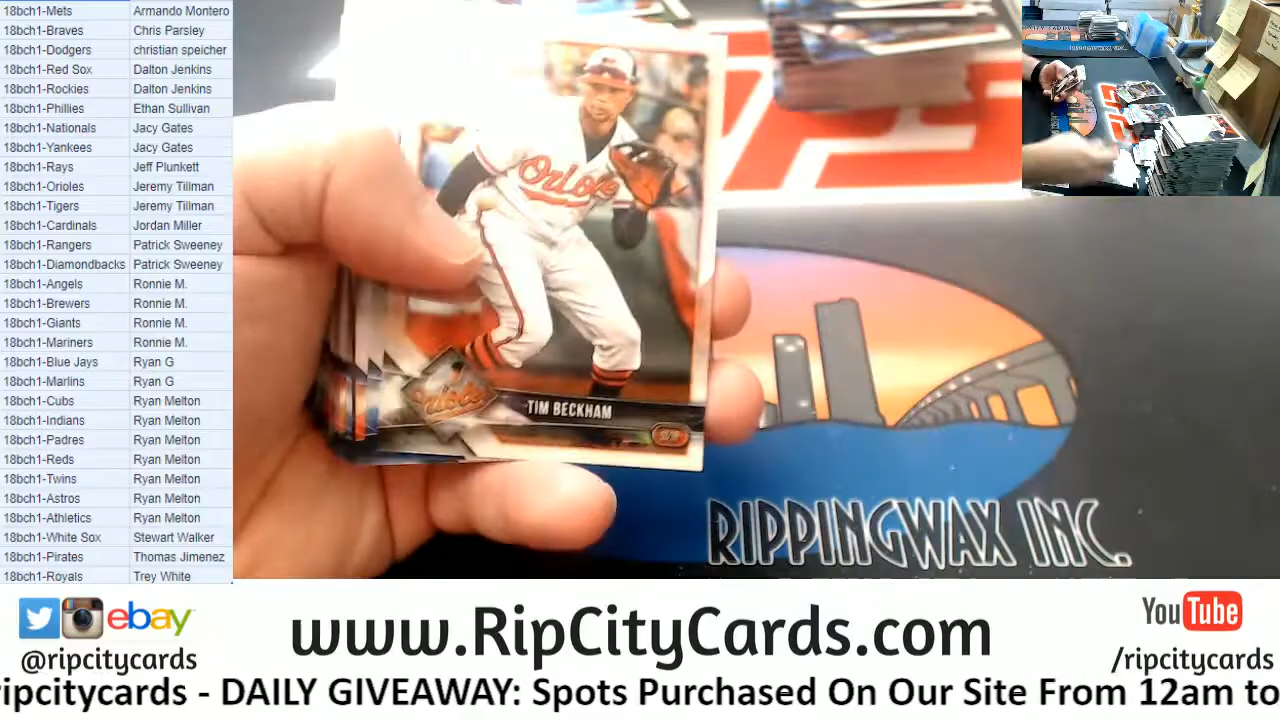 18bch1-Mets Armando Montero
18bch1-Braves Chris Parsley
18bch1-Dodgers christian speicher
18bch1-Red Sox Dalton Jenkins
18bch1-Rockies Dalton Jenkins
18bch1-Phillies Ethan Sullivan
18bch1-Nationals Jacy Gates
18bch1-Yankees Jacy Gates
18bch1-Rays Jeff Plunkett
18bch1-Orioles Jeremy Tillman
18bch1-Tigers Jeremy Tillman
18bch1-Cardinals Jordan Miller
18bch1-Rangers Patrick Sweeney
18bch1-Diamondbacks Patrick Sweeney
18bch1-Angels Ronnie M.
18bch1-Brewers Ronnie M.
18bch1-Giants Ronnie M.
18bch1-Mariners Ronnie M.
18bch1-Blue Jays Ryan G
18bch1-Marlins Ryan G
18bch1-Cubs Ryan Melton
18bch1-Indians Ryan Melton
18bch1-Padres Ryan Melton
18bch1-Reds Ryan Melton
18bch1-Twins Ryan Melton
18bch1-Astros Ryan Melton
18bch1-Athletics Ryan Melton
18bch1-White Sox Stewart Walker
18bch1-Pirates Thomas Jimenez
18bch1-Royals Trey White
Orioles
Orioles
TIM BECKHAM
RIPPINGWAX INC.
RIPPINGWAX INC.
ebay
@ripcitycards
www.RipCityCards.com
YouTube
/ripcitycards
ripcitycards - DAILY GIVEAWAY: Spots Purchased On Our Site From 12am to